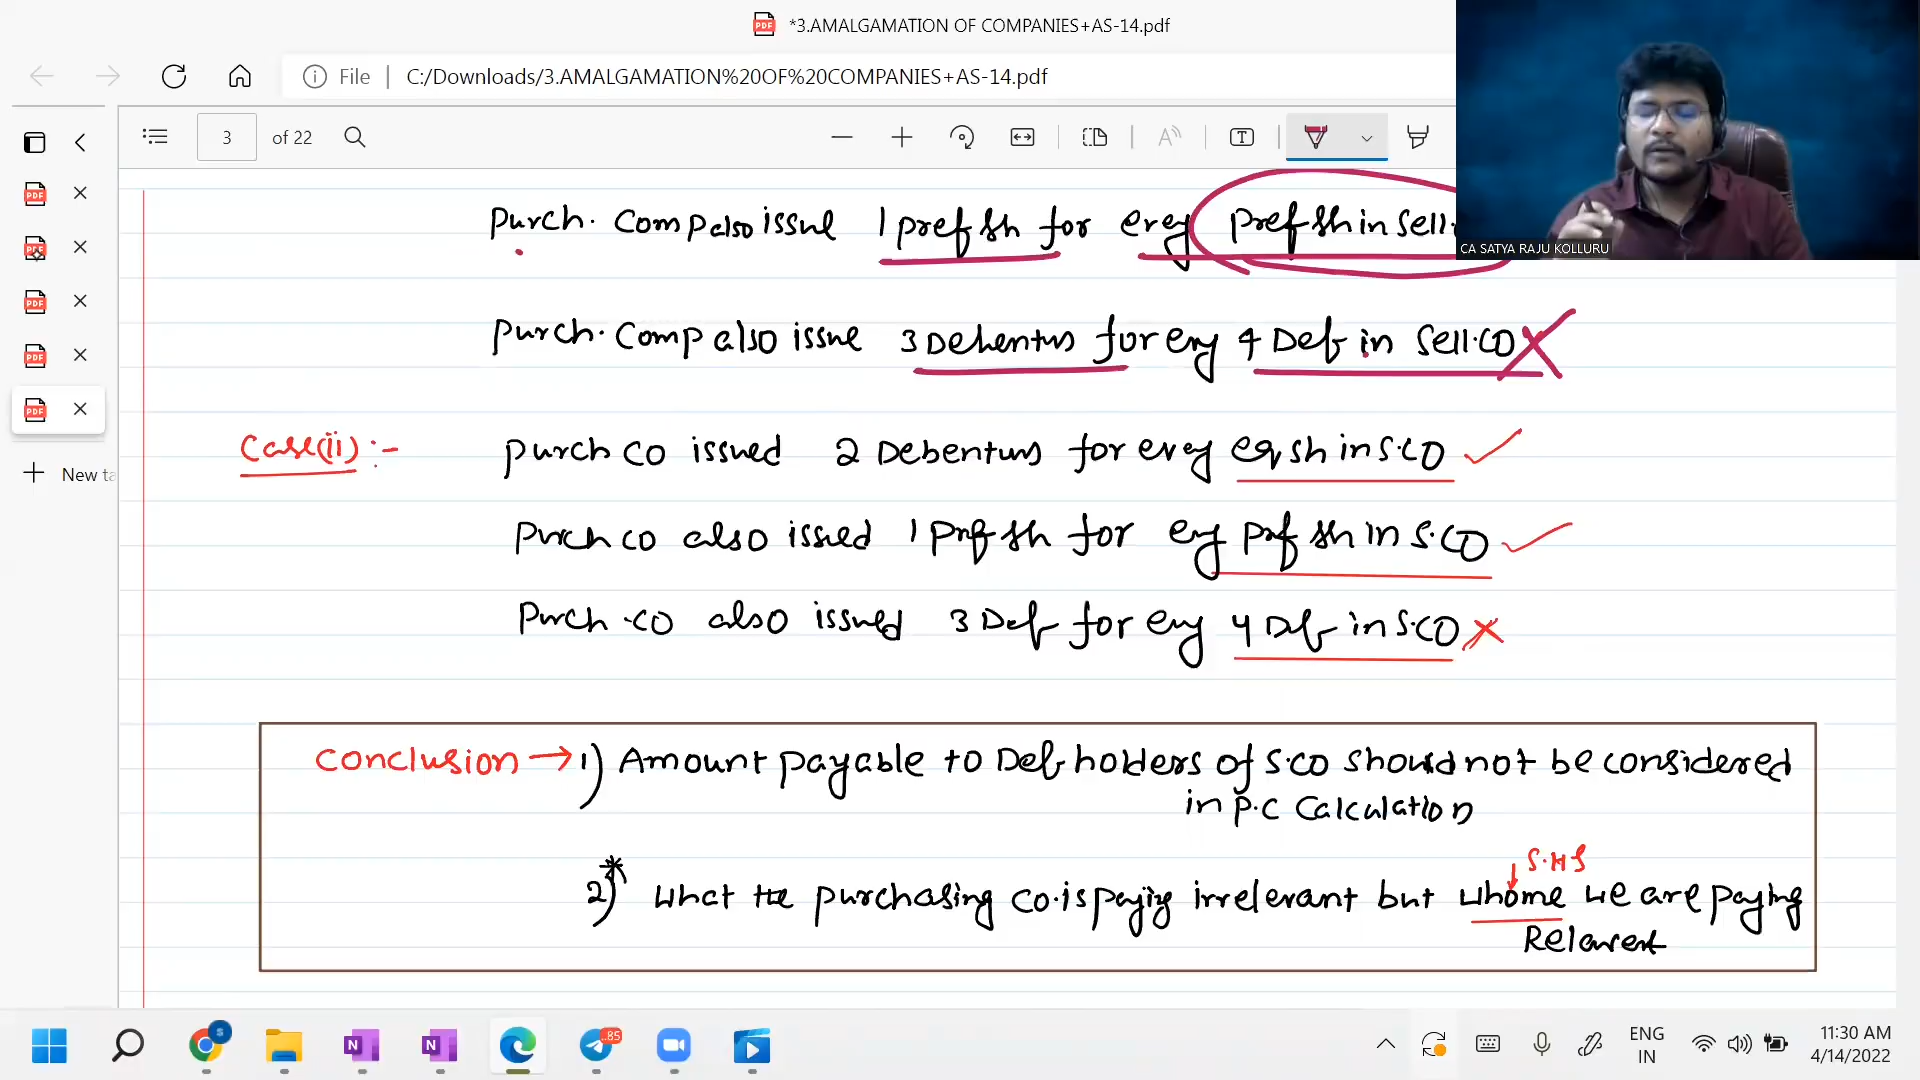 *3.AMALGAMATION OF COMPANIES+AS-14.pdf
File
C:/Downloads/3.AMALGAMATION%20OF%20COMPANIES+AS-14.pdf
3 of 22
New ta
CA SATYA RAJU KOLLURU
Purch. Comp also issue 1 pref sh for every pref sh in sell.
Purch. Comp also issue 3 Debentures for every 4 Deb in Sell.CO X
Case(ii) :- Purch CO issued 2 Debentures for every eq sh in S.CO ✓
Purch CO also issued 1 Pref sh for every pref sh in S.CO ✓
Purch.CO also issued 3 Deb for every 4 Deb in S.CO X
Conclusion → 1) Amount payable to Deb holders of S.CO should not be considered
in P.C Calculation
S.H's
2)* What the purchasing co.is paying irrelevant but whome we are paying
Relevent
.85
ENG
IN
11:30 AM
4/14/2022